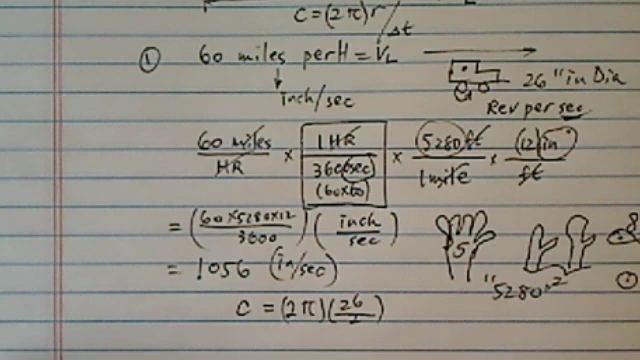 C = (2π)r
/Δt
① 60 miles per H = V_L
inch/sec
26" in Dia
Rev per sec
60 miles/HR × 1 HR/3600 sec (60×60) × 5280 ft/1 mile × (12) in/ft
= (60×5280×12/3600) (inch/sec)
= 1056 (in/sec)
5
"5280"
C = (2π)(26/2)